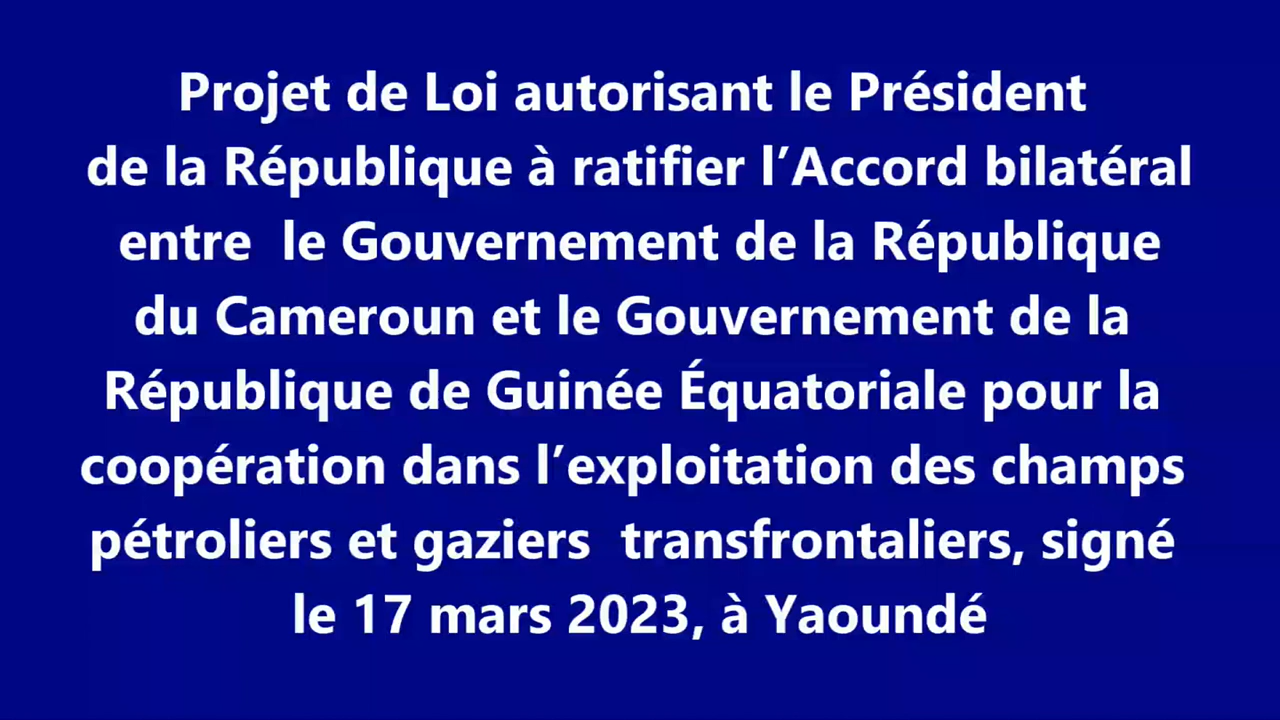 Projet de Loi autorisant le Président
de la République à ratifier l’Accord bilatéral
entre  le Gouvernement de la République
du Cameroun et le Gouvernement de la
République de Guinée Équatoriale pour la
coopération dans l’exploitation des champs
pétroliers et gaziers  transfrontaliers, signé
le 17 mars 2023, à Yaoundé